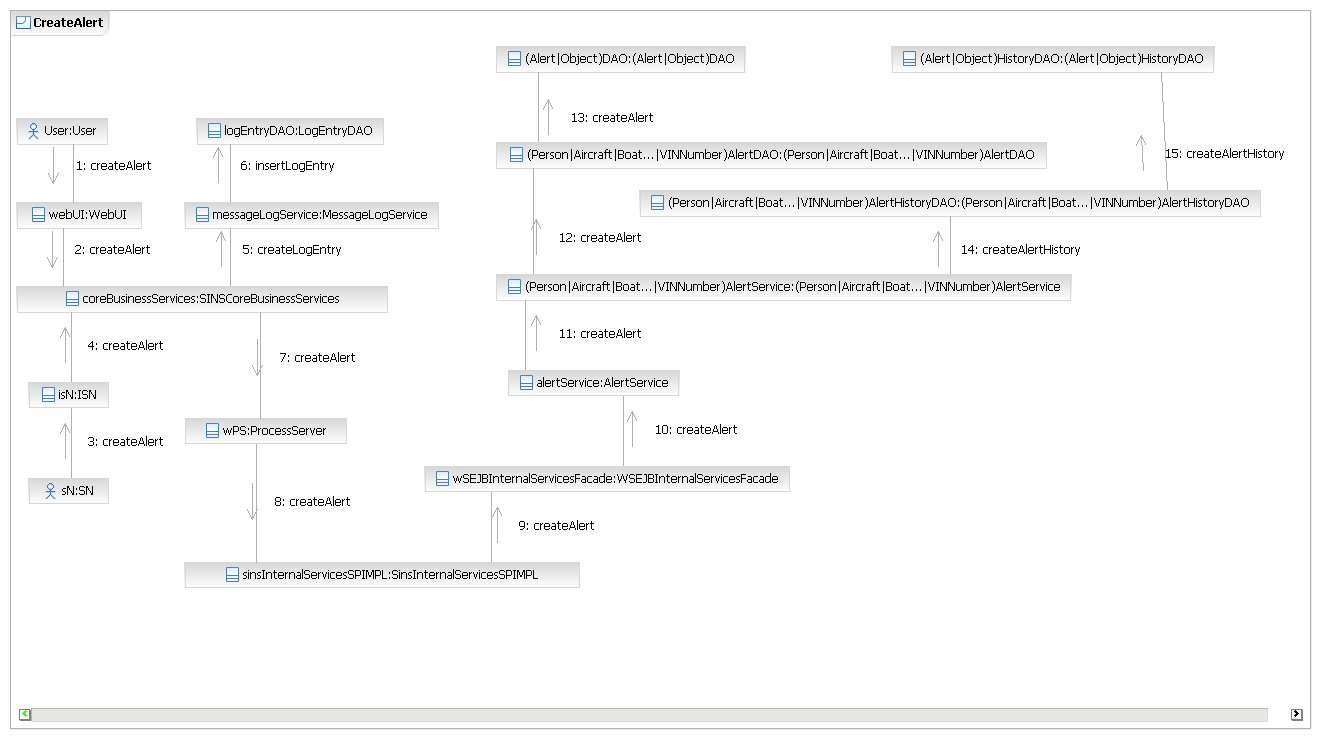 CreateAlert
(Alert|Object)DAO:(Alert|Object)DAO
(Alert|Object)HistoryDAO:(Alert|Object)HistoryDAO
13: createAlert
User:User
logEntryDAO:LogEntryDAO
(Person|Aircraft|Boat...|VINNumber)AlertDAO:(Person|Aircraft|Boat...|VINNumber)AlertDAO
15: createAlertHistory
1: createAlert
6: insertLogEntry
(Person|Aircraft|Boat...|VINNumber)AlertHistoryDAO:(Person|Aircraft|Boat...|VINNumber)AlertHistoryDAO
webUI:WebUI
messageLogService:MessageLogService
12: createAlert
2: createAlert
5: createLogEntry
14: createAlertHistory
(Person|Aircraft|Boat...|VINNumber)AlertService:(Person|Aircraft|Boat...|VINNumber)AlertService
coreBusinessServices:SINSCoreBusinessServices
11: createAlert
4: createAlert
7: createAlert
alertService:AlertService
isN:ISN
10: createAlert
wPS:ProcessServer
3: createAlert
wSEJBInternalServicesFacade:WSEJBInternalServicesFacade
sN:SN
8: createAlert
9: createAlert
sinsInternalServicesSPIMPL:SinsInternalServicesSPIMPL